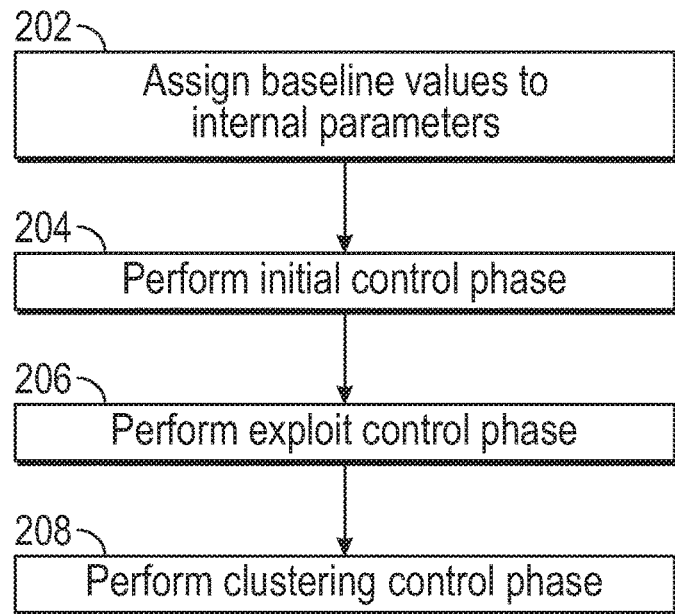 202
Assign baseline values to
internal parameters
204
Perform initial control phase
206
Perform exploit control phase
208
Perform clustering control phase